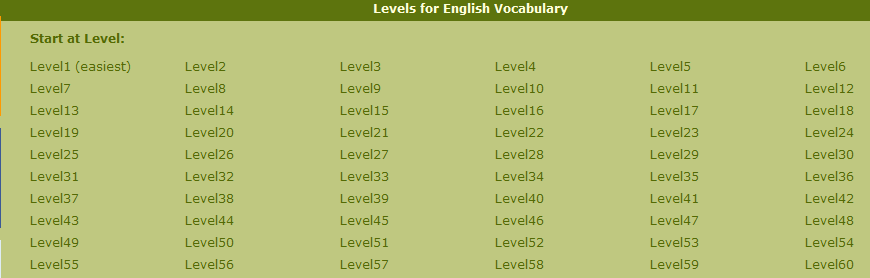 Levels for English Vocabulary
Start at Level:
Level1 (easiest) Level2 Level3 Level4 Level5 Level6
Level7 Level8 Level9 Level10 Level11 Level12
Level13 Level14 Level15 Level16 Level17 Level18
Level19 Level20 Level21 Level22 Level23 Level24
Level25 Level26 Level27 Level28 Level29 Level30
Level31 Level32 Level33 Level34 Level35 Level36
Level37 Level38 Level39 Level40 Level41 Level42
Level43 Level44 Level45 Level46 Level47 Level48
Level49 Level50 Level51 Level52 Level53 Level54
Level55 Level56 Level57 Level58 Level59 Level60